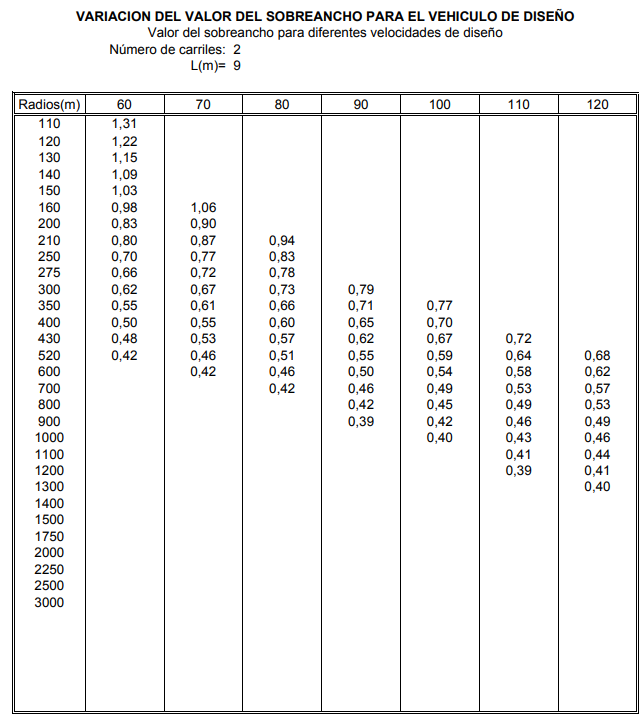 VARIACION DEL VALOR DEL SOBREANCHO PARA EL VEHICULO DE DISEÑO
Valor del sobreancho para diferentes velocidades de diseño
Número de carriles: 2
L(m)= 9
Radios(m) 60 70 80 90 100 110 120
110 1,31
120 1,22
130 1,15
140 1,09
150 1,03
160 0,98 1,06
200 0,83 0,90
210 0,80 0,87 0,94
250 0,70 0,77 0,83
275 0,66 0,72 0,78
300 0,62 0,67 0,73 0,79
350 0,55 0,61 0,66 0,71 0,77
400 0,50 0,55 0,60 0,65 0,70
430 0,48 0,53 0,57 0,62 0,67 0,72
520 0,42 0,46 0,51 0,55 0,59 0,64 0,68
600 0,42 0,46 0,50 0,54 0,58 0,62
700 0,42 0,46 0,49 0,53 0,57
800 0,42 0,45 0,49 0,53
900 0,39 0,42 0,46 0,49
1000 0,40 0,43 0,46
1100 0,41 0,44
1200 0,39 0,41
1300 0,40
1400
1500
1750
2000
2250
2500
3000